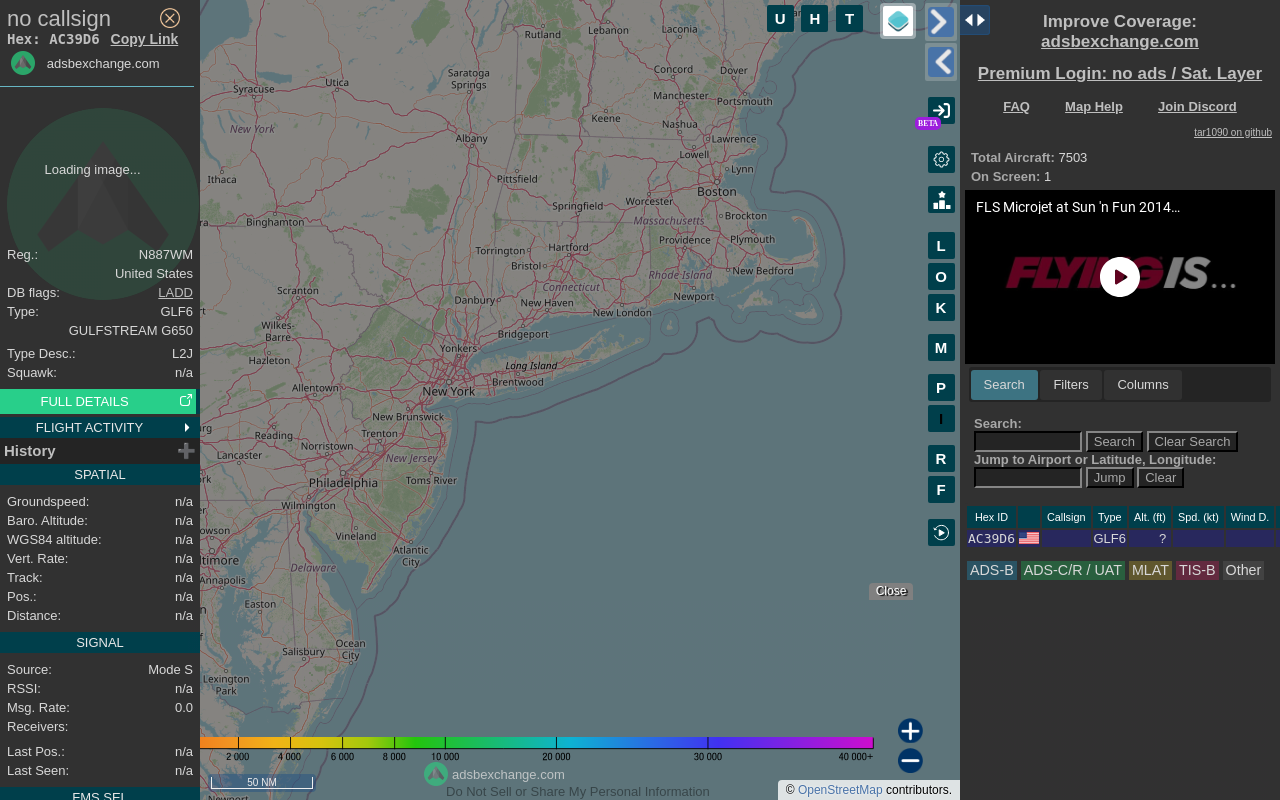 no callsign
Hex: AC39D6 Copy Link
adsbexchange.com
Loading image...
Reg.: N887WM
United States
DB flags: LADD
Type: GLF6
GULFSTREAM G650
Type Desc.: L2J
Squawk: n/a
FULL DETAILS
FLIGHT ACTIVITY
History
SPATIAL
Groundspeed: n/a
Baro. Altitude: n/a
WGS84 altitude: n/a
Vert. Rate: n/a
Track: n/a
Pos.: n/a
Distance: n/a
SIGNAL
Source: Mode S
RSSI: n/a
Msg. Rate: 0.0
Receivers:
Last Pos.: n/a
Last Seen: n/a
FMS SEL
U H T
BETA
L
O
K
M
P
I
R
F
Rutland
Lebanon
Laconia
Concord
Dover
Utica
Saratoga
Springs
Syracuse
Manchester
Portsmouth
Keene
Nashua
New York
Albany
Lawrence
Lowell
Lynn
Ithaca
Pittsfield
Boston
Worcester
Springfield
Massachusetts
Brockton
Binghamton
Providence
Plymouth
Torrington
Hartford
Bristol
Rhode Island
New Bedford
Connecticut
Scranton
Danbury
New Haven
New London
Newport
Wilkes-
Barre
Bridgeport
Yonkers
Hazleton
Long Island
Brentwood
Allentown
New York
New Brunswick
Reading
Trenton
Norristown
Lancaster
New Jersey
Philadelphia
Toms River
Wilmington
Vineland
Atlantic
City
Delaware
Annapolis
Easton
Ocean
City
Salisbury
Lexington
Park
Close
2 000 4 000 6 000 8 000 10 000 20 000 30 000 40 000+
50 NM
adsbexchange.com
Do Not Sell or Share My Personal Information
© OpenStreetMap contributors.
Improve Coverage:
adsbexchange.com
Premium Login: no ads / Sat. Layer
FAQ Map Help Join Discord
tar1090 on github
Total Aircraft: 7503
On Screen: 1
FLS Microjet at Sun 'n Fun 2014...
FLYING IS...
Search Filters Columns
Search:
Search Clear Search
Jump to Airport or Latitude, Longitude:
Jump Clear
Hex ID Callsign Type Alt. (ft) Spd. (kt) Wind D.
AC39D6 GLF6 ?
ADS-B ADS-C/R / UAT MLAT TIS-B Other